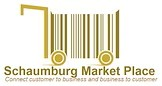 Schaumburg Market Place
Connect customer to business and business to customer